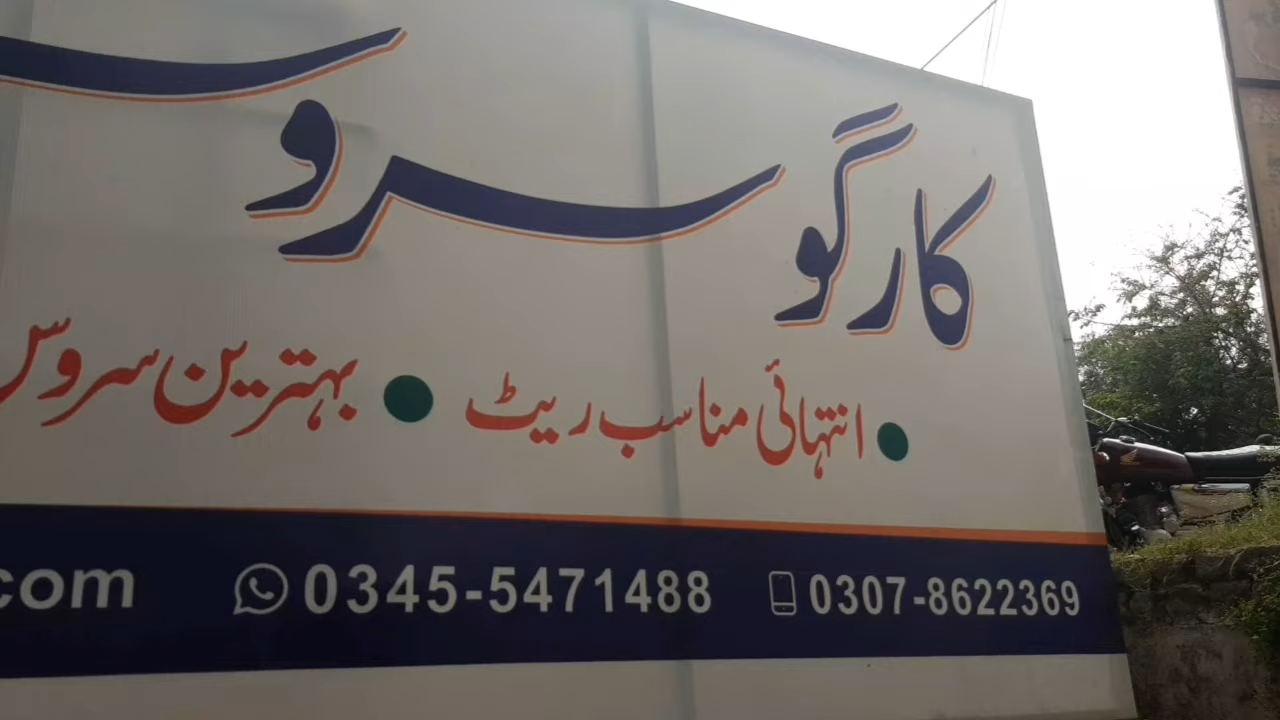 کارگو سروس
● انتہائی مناسب ریٹ ● بہترین سروس
com 0345-5471488 0307-8622369